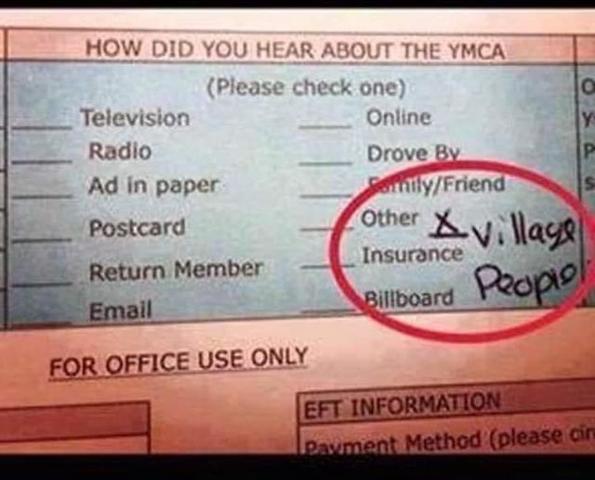 HOW DID YOU HEAR ABOUT THE YMCA
(Please check one)
Television
Online
Radio
Drove By
Ad in paper
Family/Friend
Postcard
Other X Village
Return Member
Insurance
People
Email
Billboard
FOR OFFICE USE ONLY
EFT INFORMATION
Payment Method (please